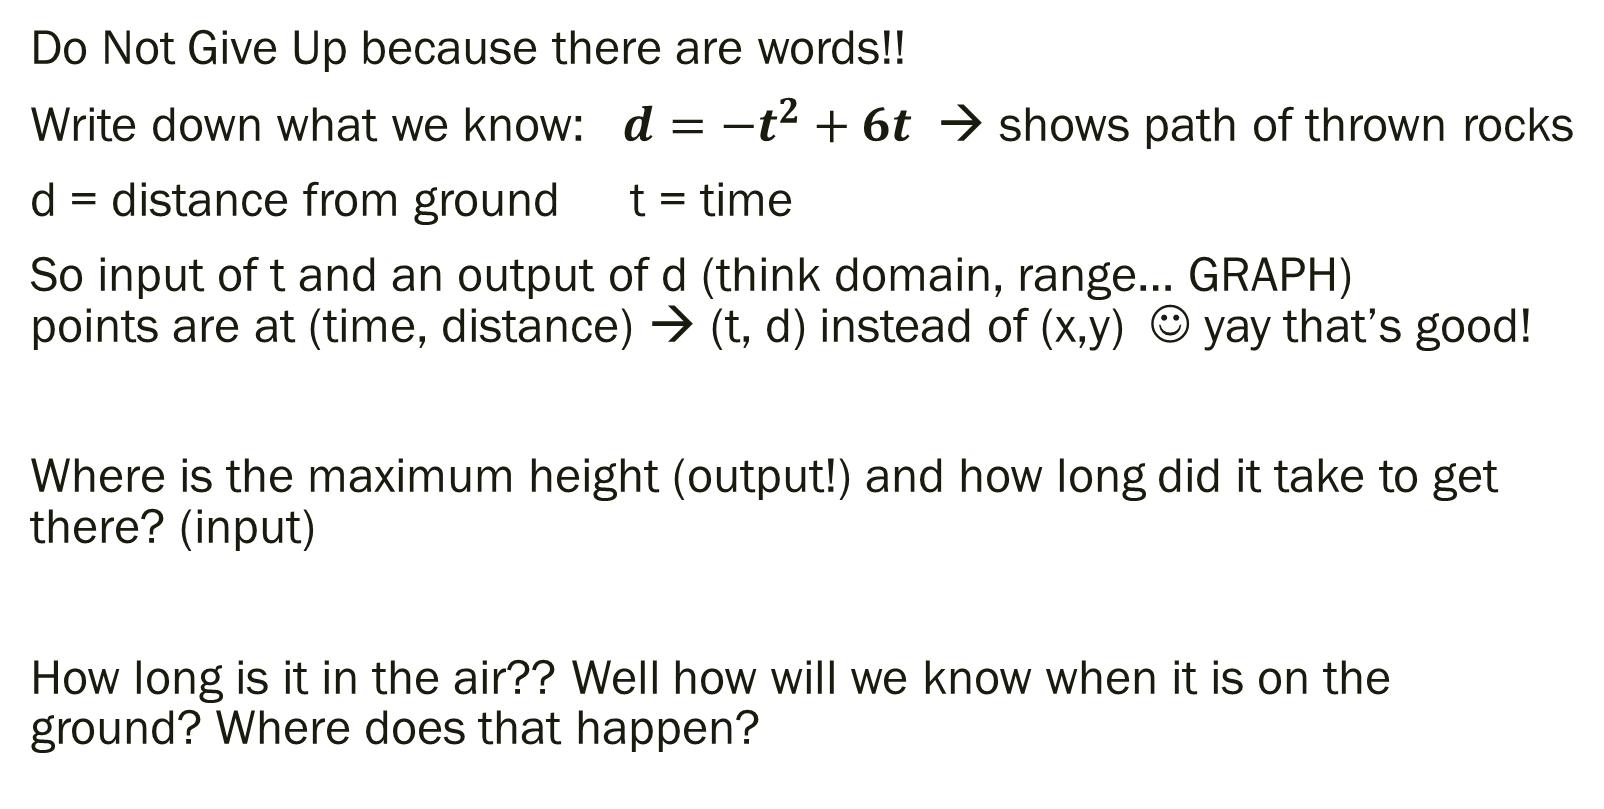 Do Not Give Up because there are words!!
Write down what we know: d = −t² + 6t → shows path of thrown rocks
d = distance from ground t = time
So input of t and an output of d (think domain, range... GRAPH)
points are at (time, distance) → (t, d) instead of (x,y) ☺ yay that’s good!
Where is the maximum height (output!) and how long did it take to get
there? (input)
How long is it in the air?? Well how will we know when it is on the
ground? Where does that happen?